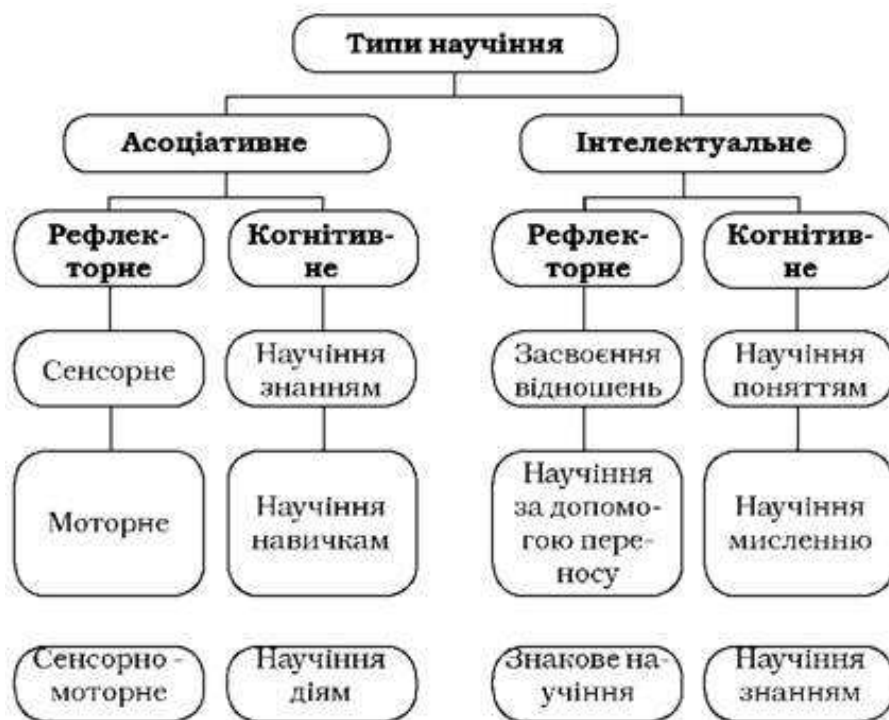 Типи научіння
Асоціативне
Інтелектуальне
Рефлек-
торне
Когнітив-
не
Рефлек-
торне
Когнітив-
не
Сенсорне
Научіння
знанням
Засвоєння
відношень
Научіння
поняттям
Моторне
Научіння
навичкам
Научіння
за допомо-
гою пере-
носу
Научіння
мисленню
Сенсорно -
моторне
Научіння
діям
Знакове на-
учіння
Научіння
знанням